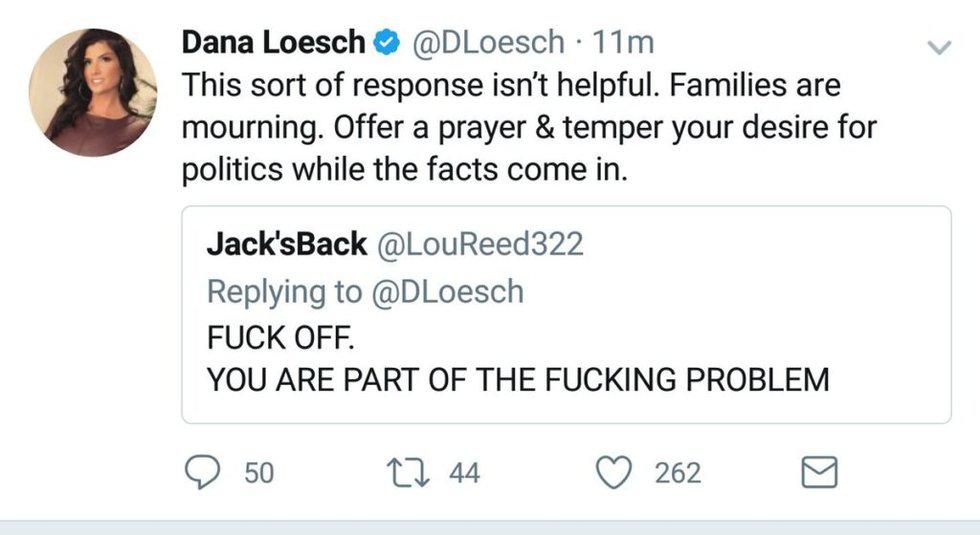 Dana Loesch @DLoesch · 11m
This sort of response isn't helpful. Families are
mourning. Offer a prayer & temper your desire for
politics while the facts come in.
Jack'sBack @LouReed322
Replying to @DLoesch
FUCK OFF.
YOU ARE PART OF THE FUCKING PROBLEM
50 44 262